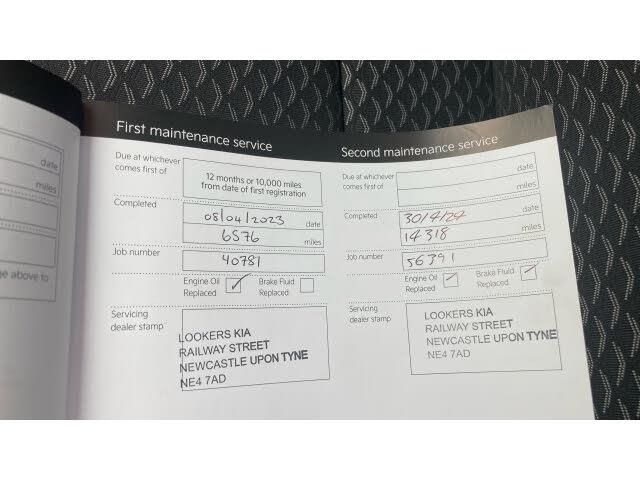 date
miles
ge above to
First maintenance service
Due at whichever
comes first of
12 months or 10,000 miles
from date of first registration
Completed
08/04/2023
date
6576
miles
Job number
40781
Engine Oil
Replaced
Brake Fluid
Replaced
Servicing
dealer stamp
LOOKERS KIA
RAILWAY STREET
NEWCASTLE UPON TYNE
NE4 7AD
Second maintenance service
Due at whichever
comes first of
date
miles
Completed
30/4/24
date
14318
miles
Job number
56391
Engine Oil
Replaced
Brake Fluid
Replaced
Servicing
dealer stamp
LOOKERS KIA
RAILWAY STREET
NEWCASTLE UPON TYNE
NE4 7AD